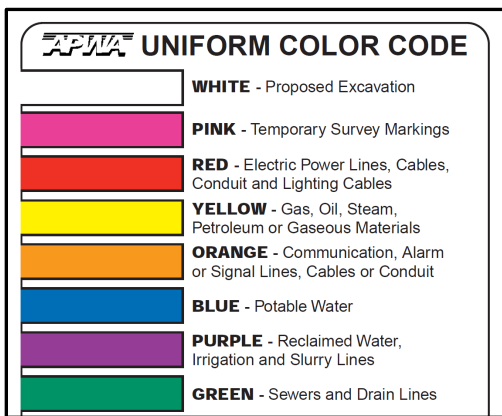 APWA UNIFORM COLOR CODE
WHITE - Proposed Excavation
PINK - Temporary Survey Markings
RED - Electric Power Lines, Cables,
Conduit and Lighting Cables
YELLOW - Gas, Oil, Steam,
Petroleum or Gaseous Materials
ORANGE - Communication, Alarm
or Signal Lines, Cables or Conduit
BLUE - Potable Water
PURPLE - Reclaimed Water,
Irrigation and Slurry Lines
GREEN - Sewers and Drain Lines